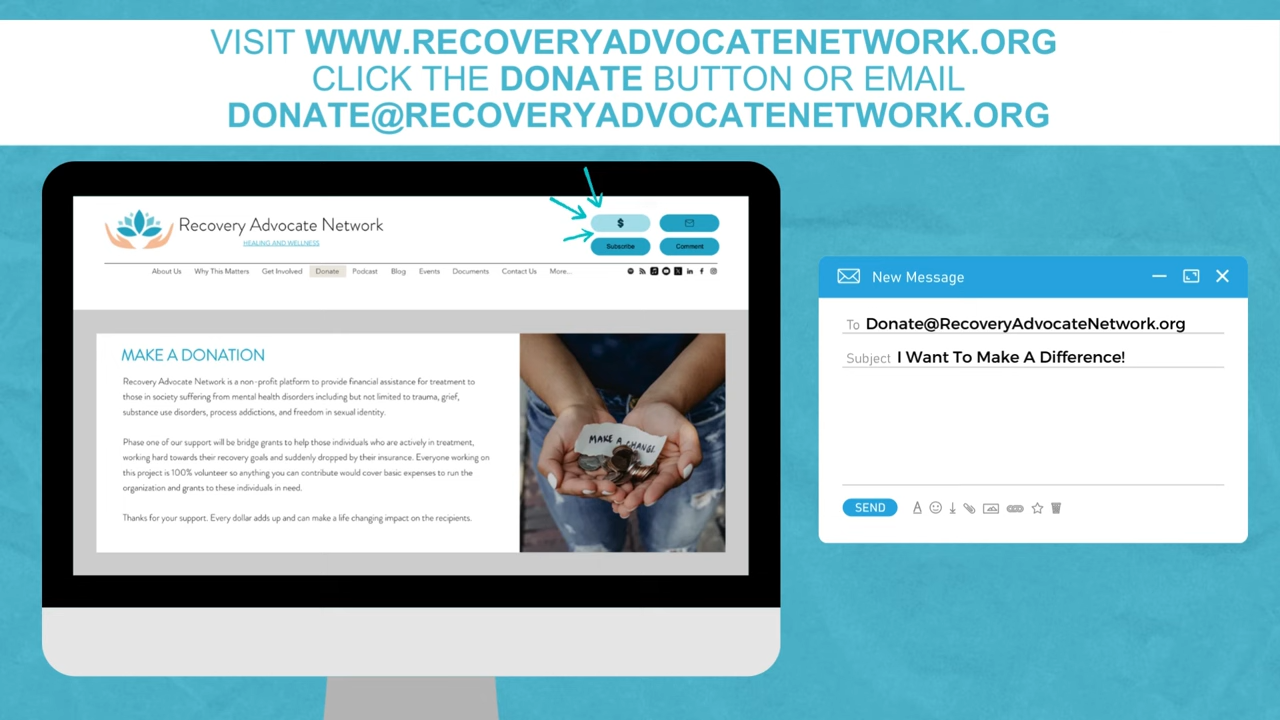 VISIT WWW.RECOVERYADVOCATENETWORK.ORG
CLICK THE DONATE BUTTON OR EMAIL
DONATE@RECOVERYADVOCATENETWORK.ORG
Recovery Advocate Network
HEALING AND WELLNESS
$
Subscribe
Comment
About Us Why This Matters Get Involved Donate Podcast Blog Events Documents Contact Us More...
MAKE A DONATION
Recovery Advocate Network is a non-profit platform to provide financial assistance for treatment to
those in society suffering from mental health disorders including but not limited to trauma, grief,
substance use disorders, process addictions, and freedom in sexual identity.
Phase one of our support will be bridge grants to help those individuals who are actively in treatment,
working hard towards their recovery goals and suddenly dropped by their insurance. Everyone working on
this project is 100% volunteer so anything you can contribute would cover basic expenses to run the
organization and grants to these individuals in need.
Thanks for your support. Every dollar adds up and can make a life changing impact on the recipients.
MAKE A CHANGE
New Message
To Donate@RecoveryAdvocateNetwork.org
Subject I Want To Make A Difference!
SEND